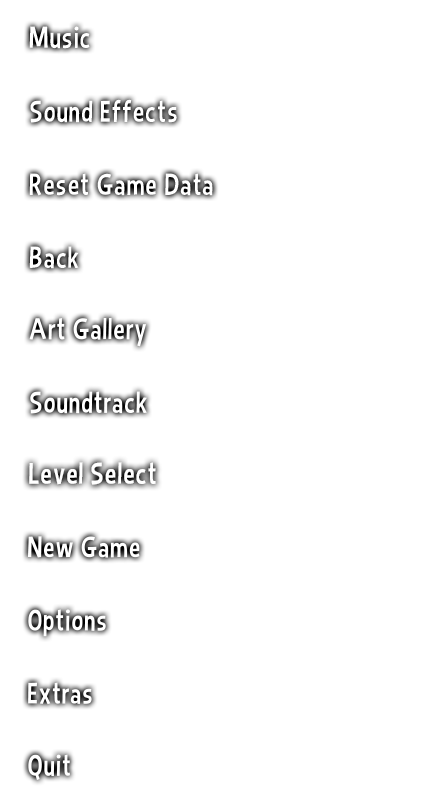 Music
Sound Effects
Reset Game Data
Back
Art Gallery
Soundtrack
Level Select
New Game
Options
Extras
Quit